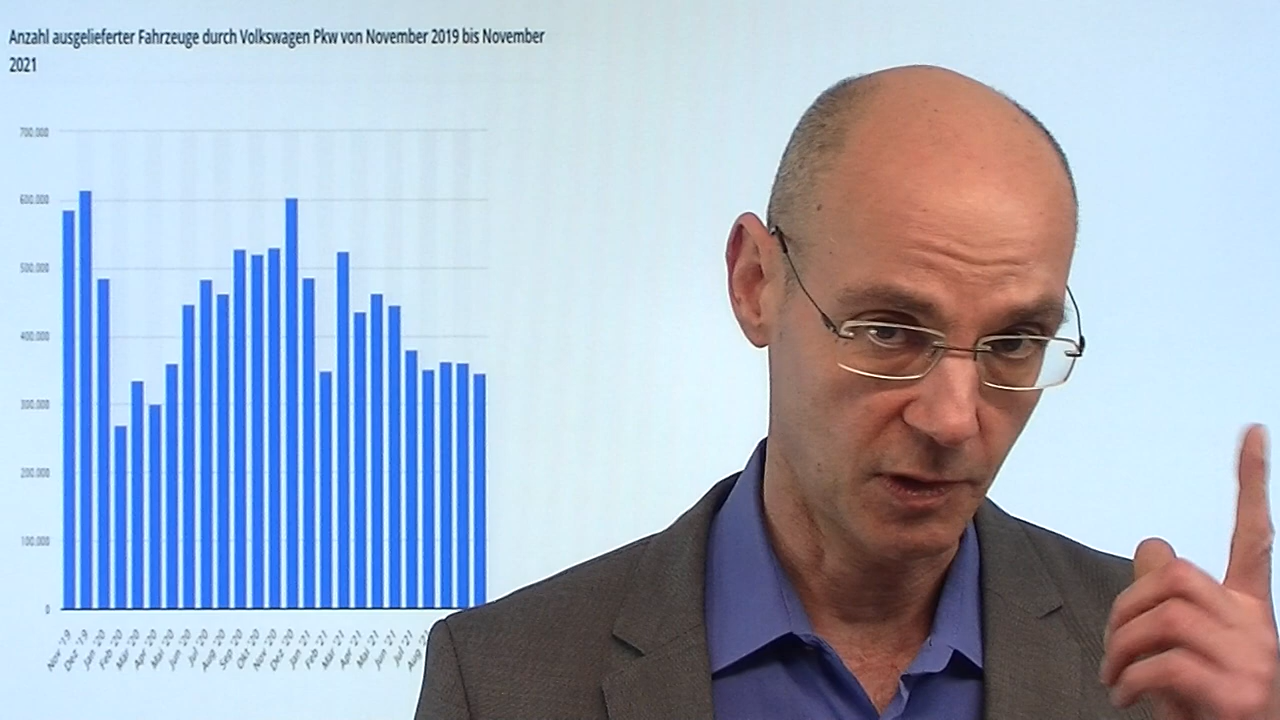 Anzahl ausgelieferter Fahrzeuge durch Volkswagen Pkw von November 2019 bis November
2021
700.000
600.000
500.000
400.000
300.000
200.000
100.000
0
Nov '19
Dez '19
Jan '20
Feb '20
Mär '20
Apr '20
Mai '20
Jun '20
Jul '20
Aug '20
Sep '20
Okt '20
Nov '20
Dez '20
Jan '21
Feb '21
Mär '21
Apr '21
Mai '21
Jun '21
Jul '21
Aug